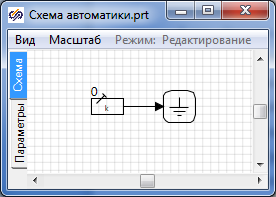 Схема автоматики.prt
Вид Масштаб Режим: Редактирование
Схема
Параметры
0
k